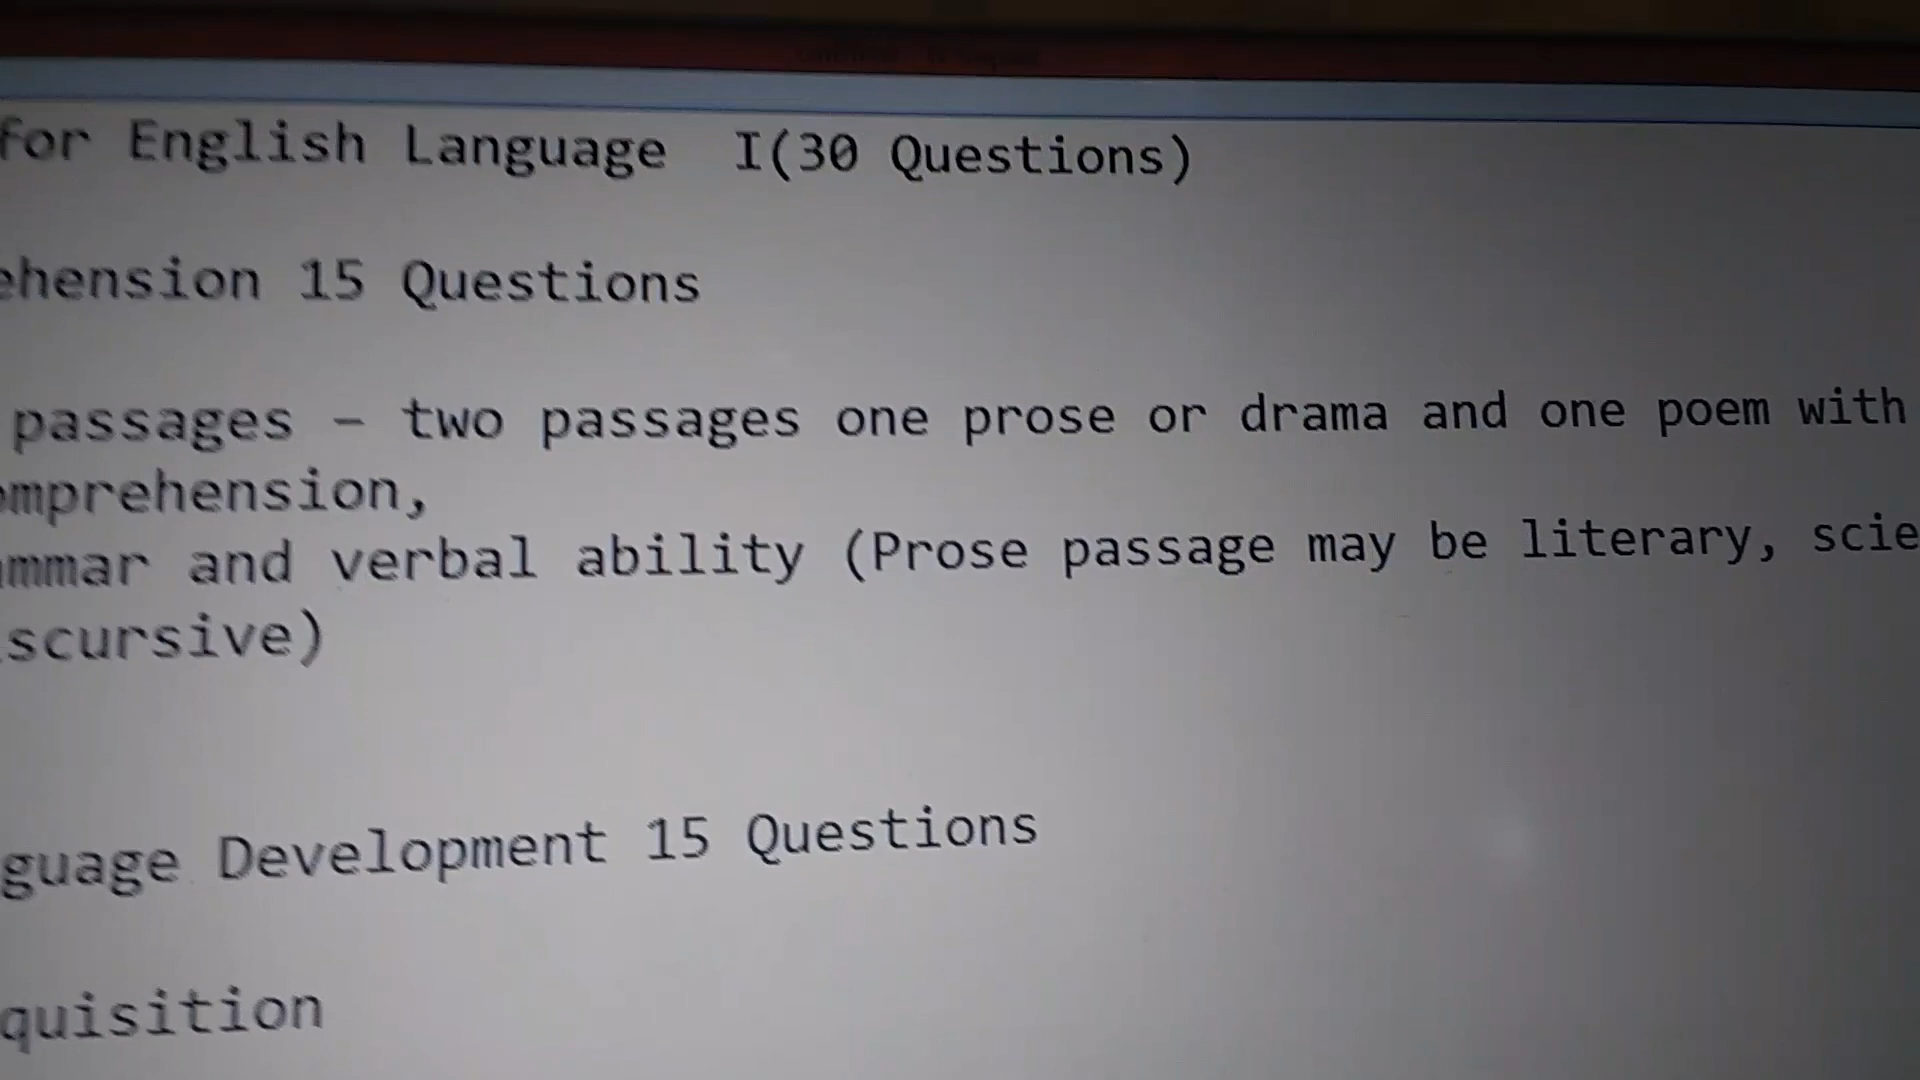 for English Language I(30 Questions)
ehension 15 Questions
passages – two passages one prose or drama and one poem with
omprehension,
mmar and verbal ability (Prose passage may be literary, scie
scursive)
guage Development 15 Questions
quisition